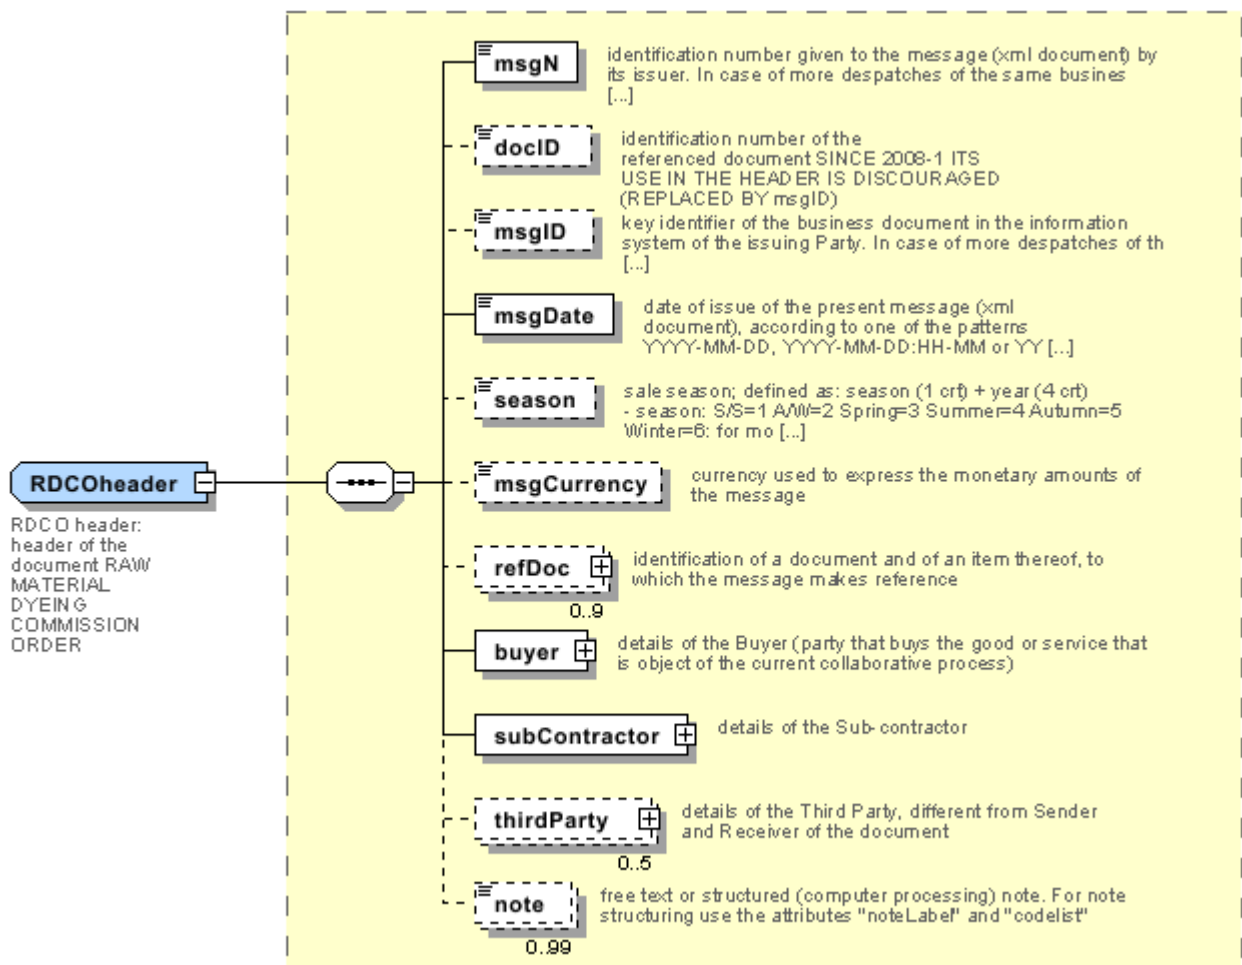 msgN
identification number given to the message (xml document) by
its issuer. In case of more despatches of the same busines
[...]
docID
identification number of the
referenced document SINCE 2008-1 ITS
USE IN THE HEADER IS DISCOURAGED
(REPLACED BY msgID)
msgID
key identifier of the business document in the information
system of the issuing Party. In case of more despatches of th
[...]
msgDate
date of issue of the present message (xml
document), according to one of the patterns
YYYY-MM-DD, YYYY-MM-DD:HH-MM or YY [...]
season
sale season; defined as: season (1 crt) + year (4 crt)
- season: S/S=1 A/W=2 Spring=3 Summer=4 Autumn=5
Winter=6: for mo [...]
RDCOheader
RDCO header:
header of the
document RAW
MATERIAL
DYEING
COMMISSION
ORDER
msgCurrency
currency used to express the monetary amounts of
the message
refDoc
0..9
identification of a document and of an item thereof, to
which the message makes reference
buyer
details of the Buyer (party that buys the good or service that
is object of the current collaborative process)
subContractor
details of the Sub-contractor
thirdParty
0..5
details of the Third Party, different from Sender
and Receiver of the document
note
0..99
free text or structured (computer processing) note. For note
structuring use the attributes "noteLabel" and "codelist"